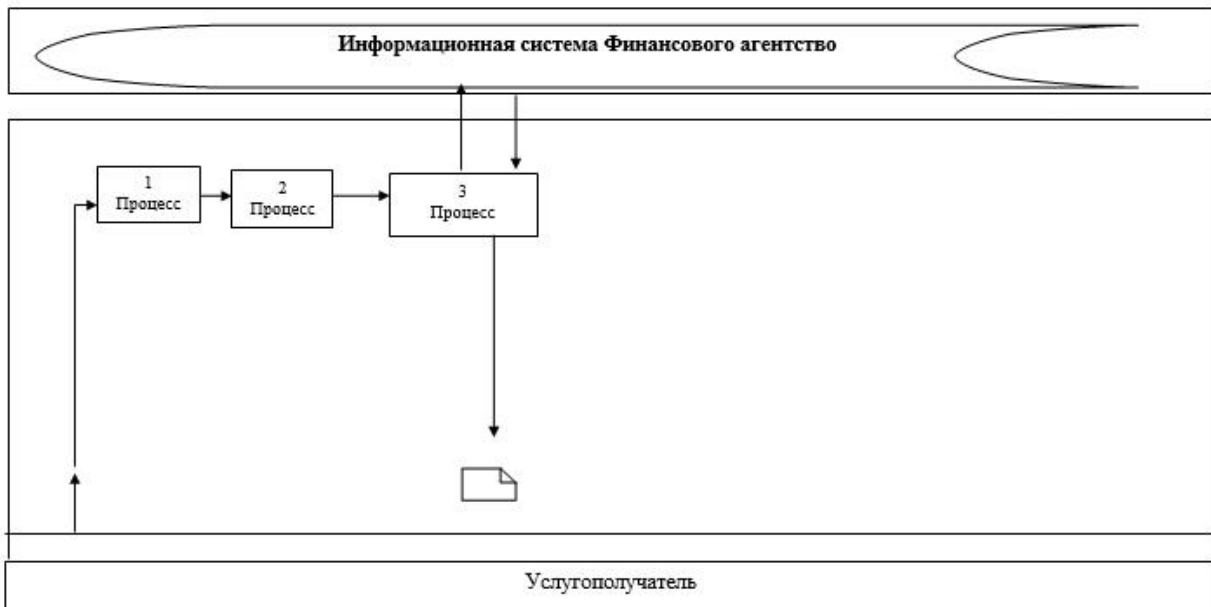 Информационная система Финансового агентство
1
Процесс
2
Процесс
3
Процесс
Услугополучатель